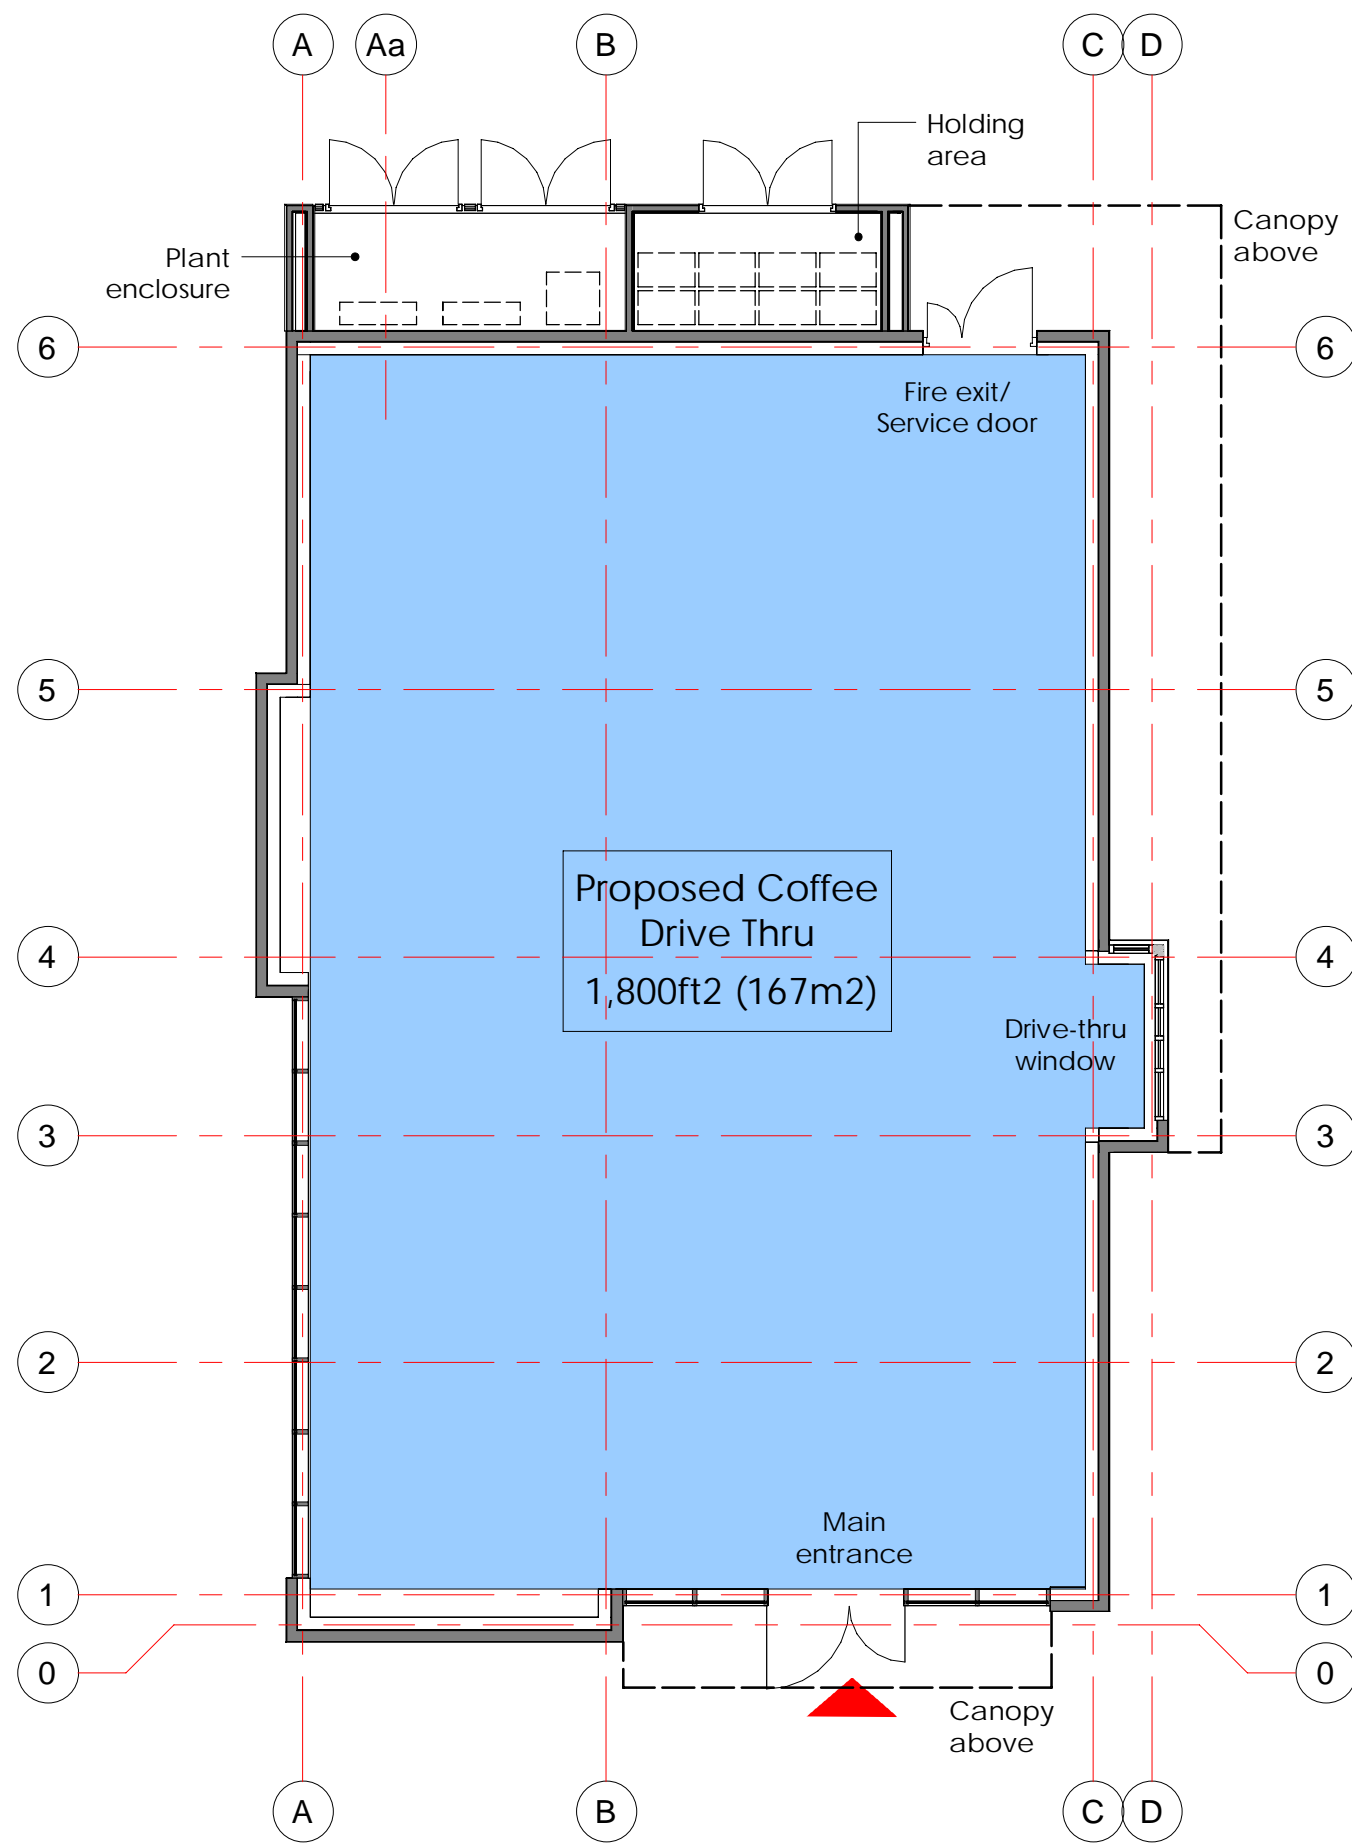 A
Aa
B
C
D
Holding
area
Canopy
above
Plant
enclosure
6
6
Fire exit/
Service door
5
5
Proposed Coffee
Drive Thru
1,800ft2 (167m2)
4
4
Drive-thru
window
3
3
2
2
Main
entrance
1
1
0
0
Canopy
above
A
B
C
D